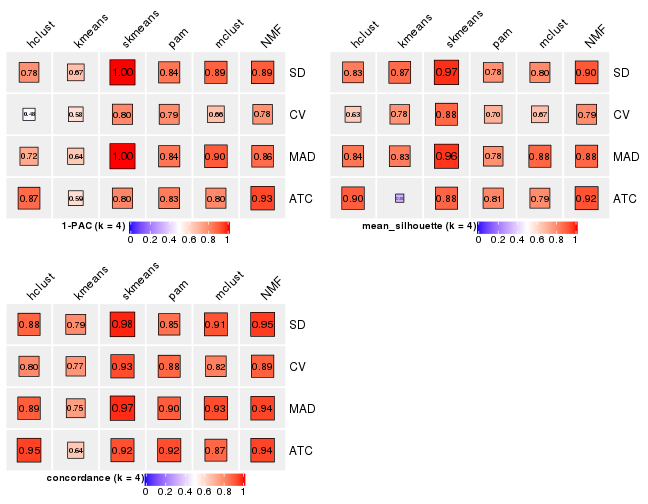 hclust kmeans skmeans pam mclust NMF
0.78 0.67 1.00 0.84 0.89 0.89 SD
0.58 0.80 0.79 0.66 0.78 CV
0.72 0.64 1.00 0.84 0.90 0.86 MAD
0.87 0.59 0.80 0.83 0.80 0.93 ATC
1-PAC (k = 4)
0 0.2 0.4 0.6 0.8 1
hclust kmeans skmeans pam mclust NMF
0.83 0.87 0.97 0.78 0.80 0.90 SD
0.63 0.78 0.88 0.70 0.67 0.79 CV
0.84 0.83 0.96 0.78 0.88 0.88 MAD
0.90 0.88 0.81 0.79 0.92 ATC
mean_silhouette (k = 4)
0 0.2 0.4 0.6 0.8 1
hclust kmeans skmeans pam mclust NMF
0.88 0.79 0.98 0.85 0.91 0.95 SD
0.80 0.77 0.93 0.88 0.82 0.89 CV
0.89 0.75 0.97 0.90 0.93 0.94 MAD
0.95 0.64 0.92 0.92 0.87 0.94 ATC
concordance (k = 4)
0 0.2 0.4 0.6 0.8 1